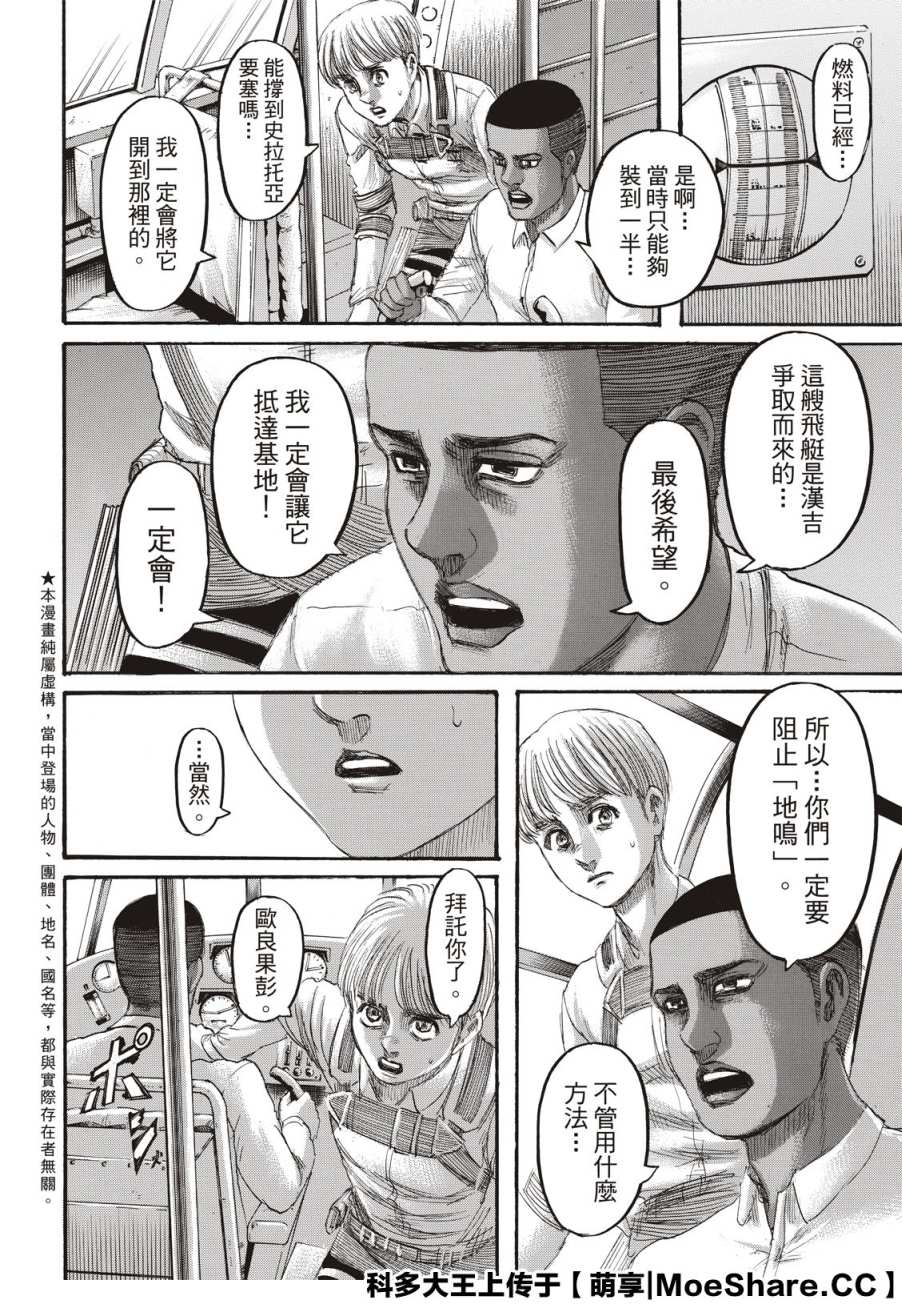 燃料已經…
是啊…
當時只能夠
裝到一半…
能撐到史拉托亞
要塞嗎…
我一定會將它
開到那裡的。
這艘飛艇是漢吉
爭取而來的…
最後希望。
我一定會讓它
抵達基地！
一定會！
所以…你們一定要
阻止「地鳴」。
不管用什麼
方法…
…當然。
拜託你了。
歐良果彭。
ポンッ
★本漫畫純屬虛構，當中登場的人物、團體、地名、國名等，都與實際存在者無關。
科多大王上传于【萌享|MoeShare.CC】